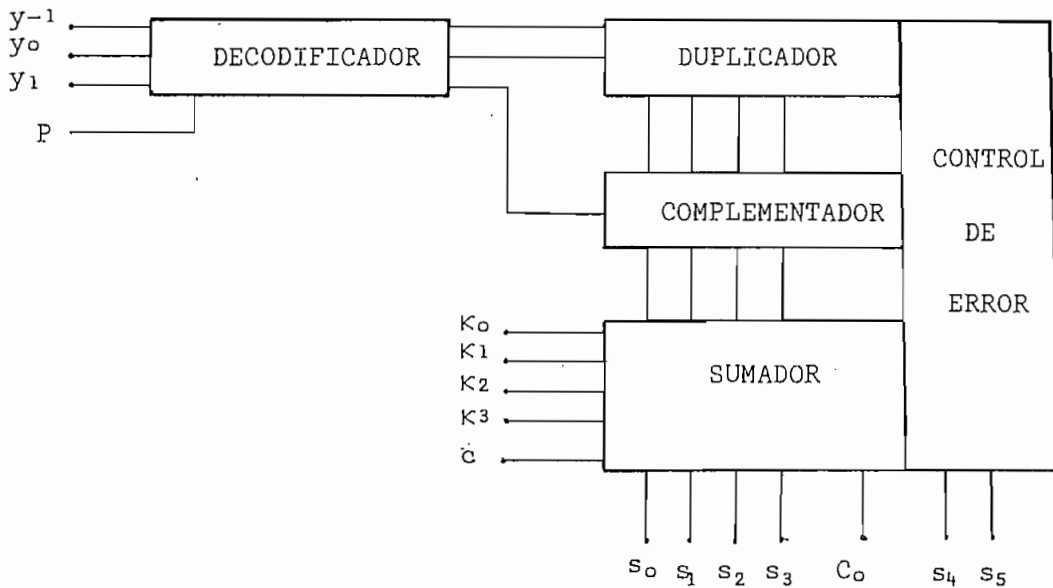 y-1
yo
y1
P
DECODIFICADOR
DUPLICADOR
COMPLEMENTADOR
CONTROL
DE
ERROR
Ko
K1
K2
K3
c
SUMADOR
so s1 s2 s3 Co s4 s5